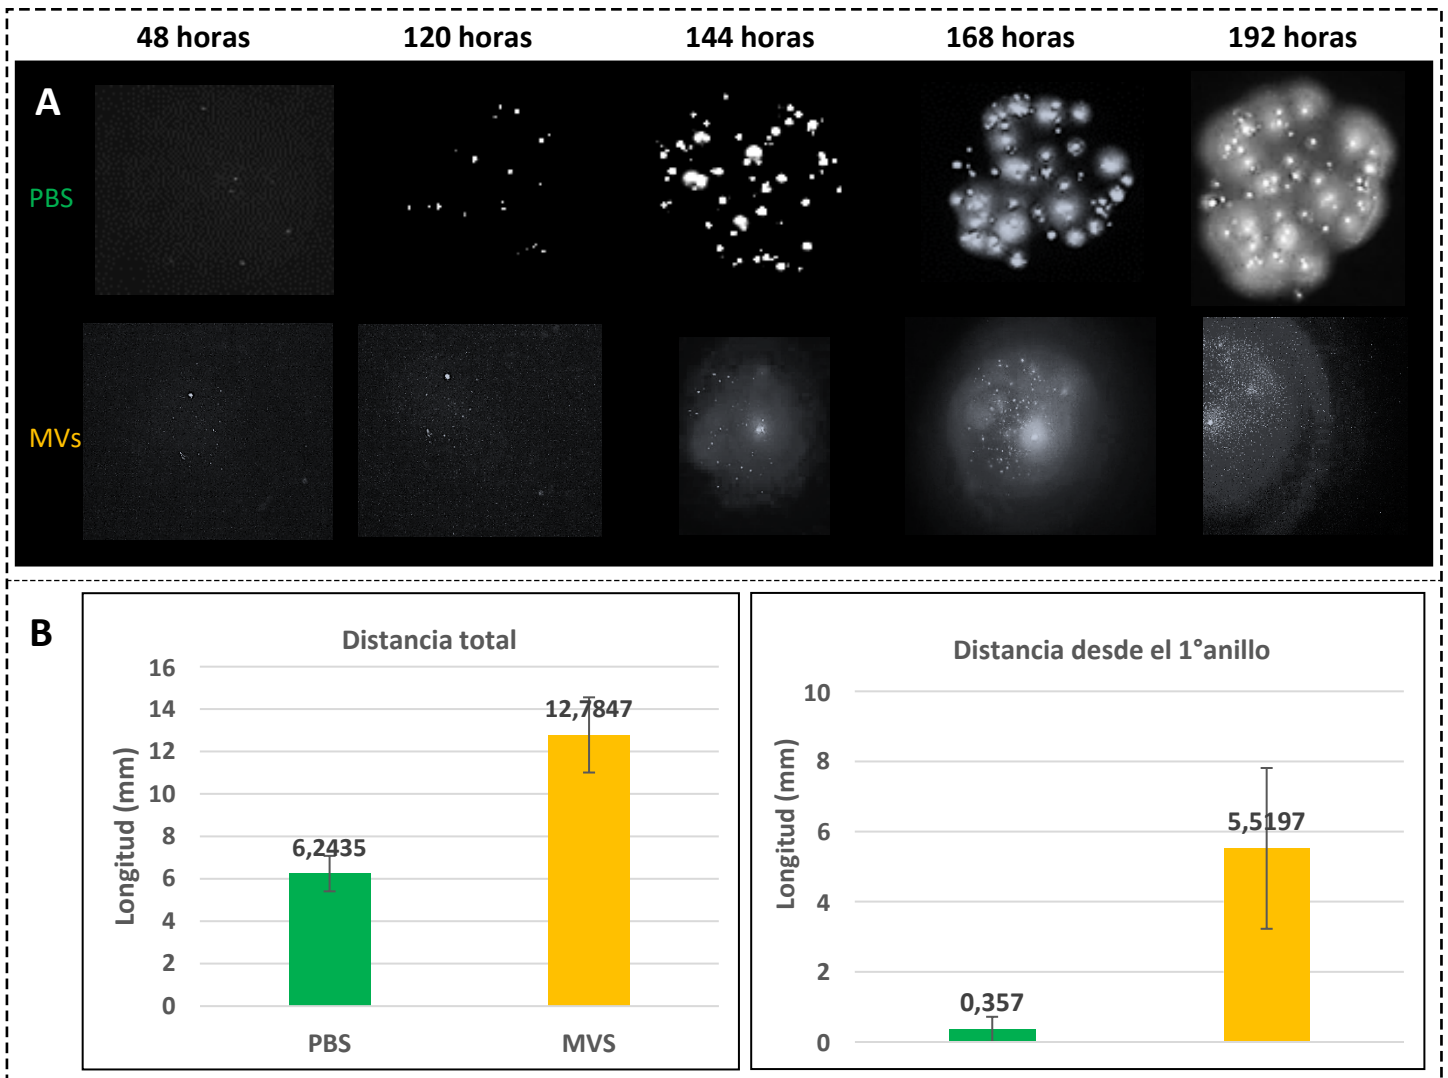 48 horas 120 horas 144 horas 168 horas 192 horas
A
PBS
MVs
B
Distancia total
16
14
12
10
8
6
4
2
0
Longitud (mm)
6,2435
12,7847
PBS MVS
Distancia desde el 1°anillo
10
8
6
4
2
0
Longitud (mm)
0,357
5,5197